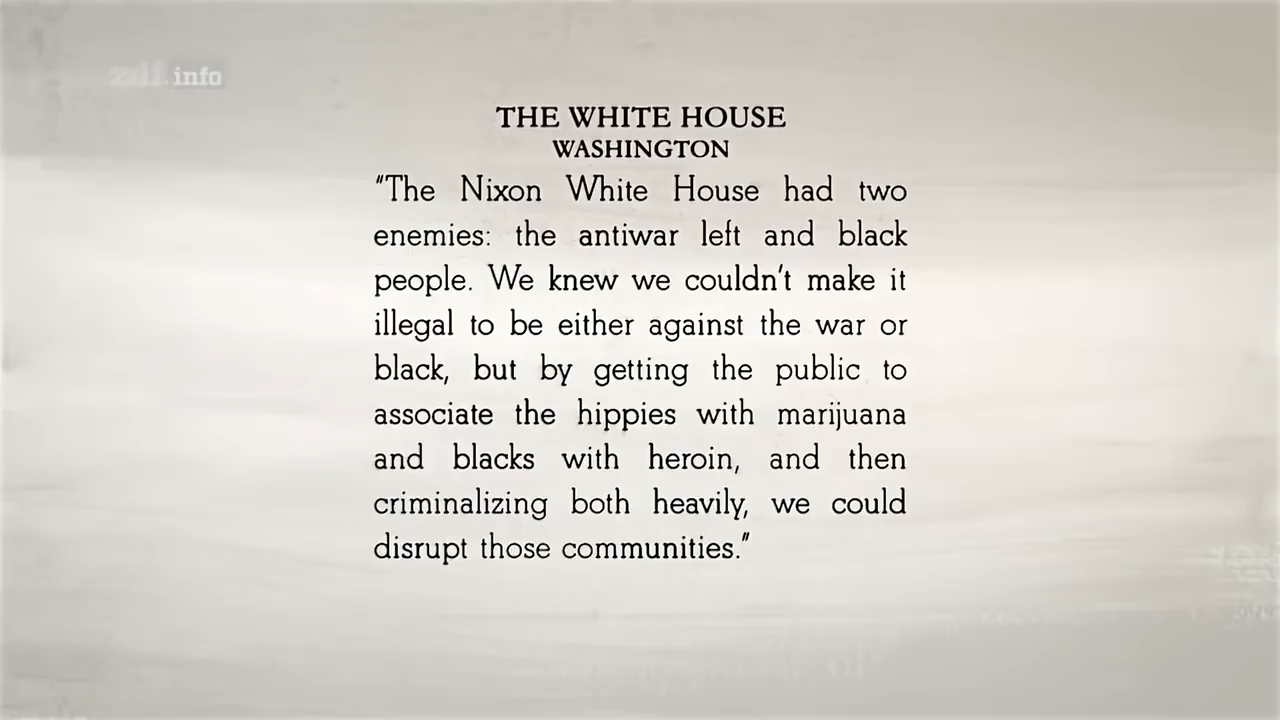 zdf.info
THE WHITE HOUSE
WASHINGTON
"The Nixon White House had two
enemies: the antiwar left and black
people. We knew we couldn't make it
illegal to be either against the war or
black, but by getting the public to
associate the hippies with marijuana
and blacks with heroin, and then
criminalizing both heavily, we could
disrupt those communities."